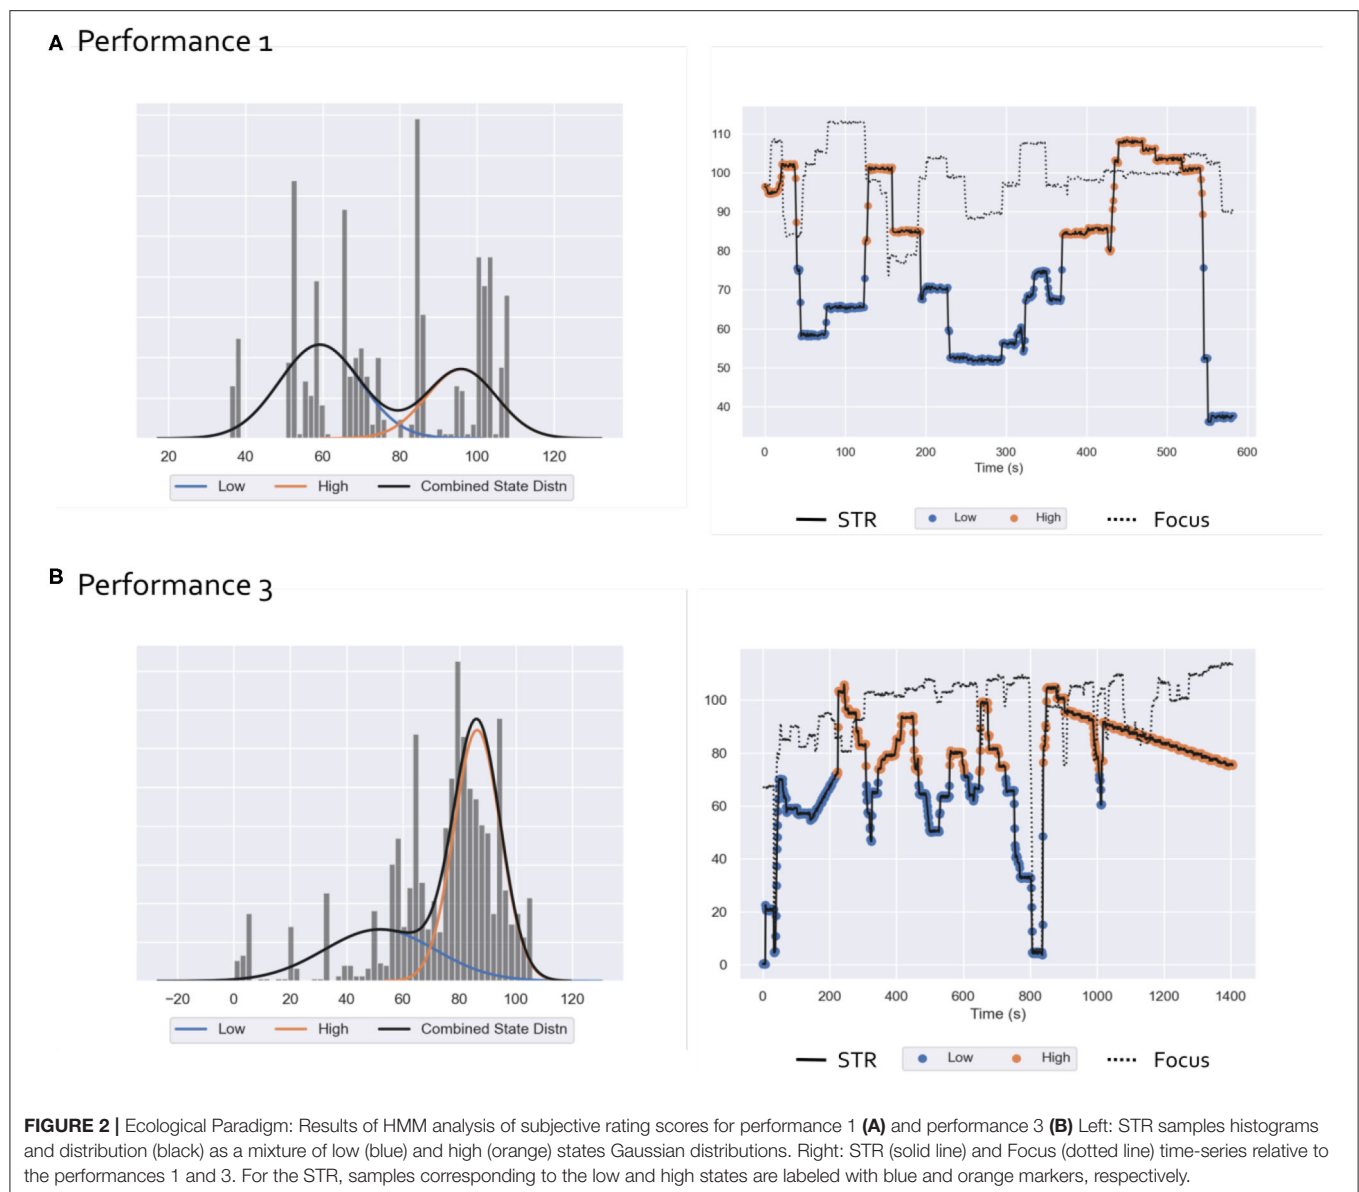 A Performance 1
20 40 60 80 100 120
Low High Combined State Distn
110
100
90
80
70
60
50
40
0 100 200 300 400 500 600
Time (s)
STR Low High Focus
B Performance 3
−20 0 20 40 60 80 100 120
Low High Combined State Distn
100
80
60
40
20
0
0 200 400 600 800 1000 1200 1400
Time (s)
STR Low High Focus
FIGURE 2 | Ecological Paradigm: Results of HMM analysis of subjective rating scores for performance 1 (A) and performance 3 (B) Left: STR samples histograms
and distribution (black) as a mixture of low (blue) and high (orange) states Gaussian distributions. Right: STR (solid line) and Focus (dotted line) time-series relative to
the performances 1 and 3. For the STR, samples corresponding to the low and high states are labeled with blue and orange markers, respectively.